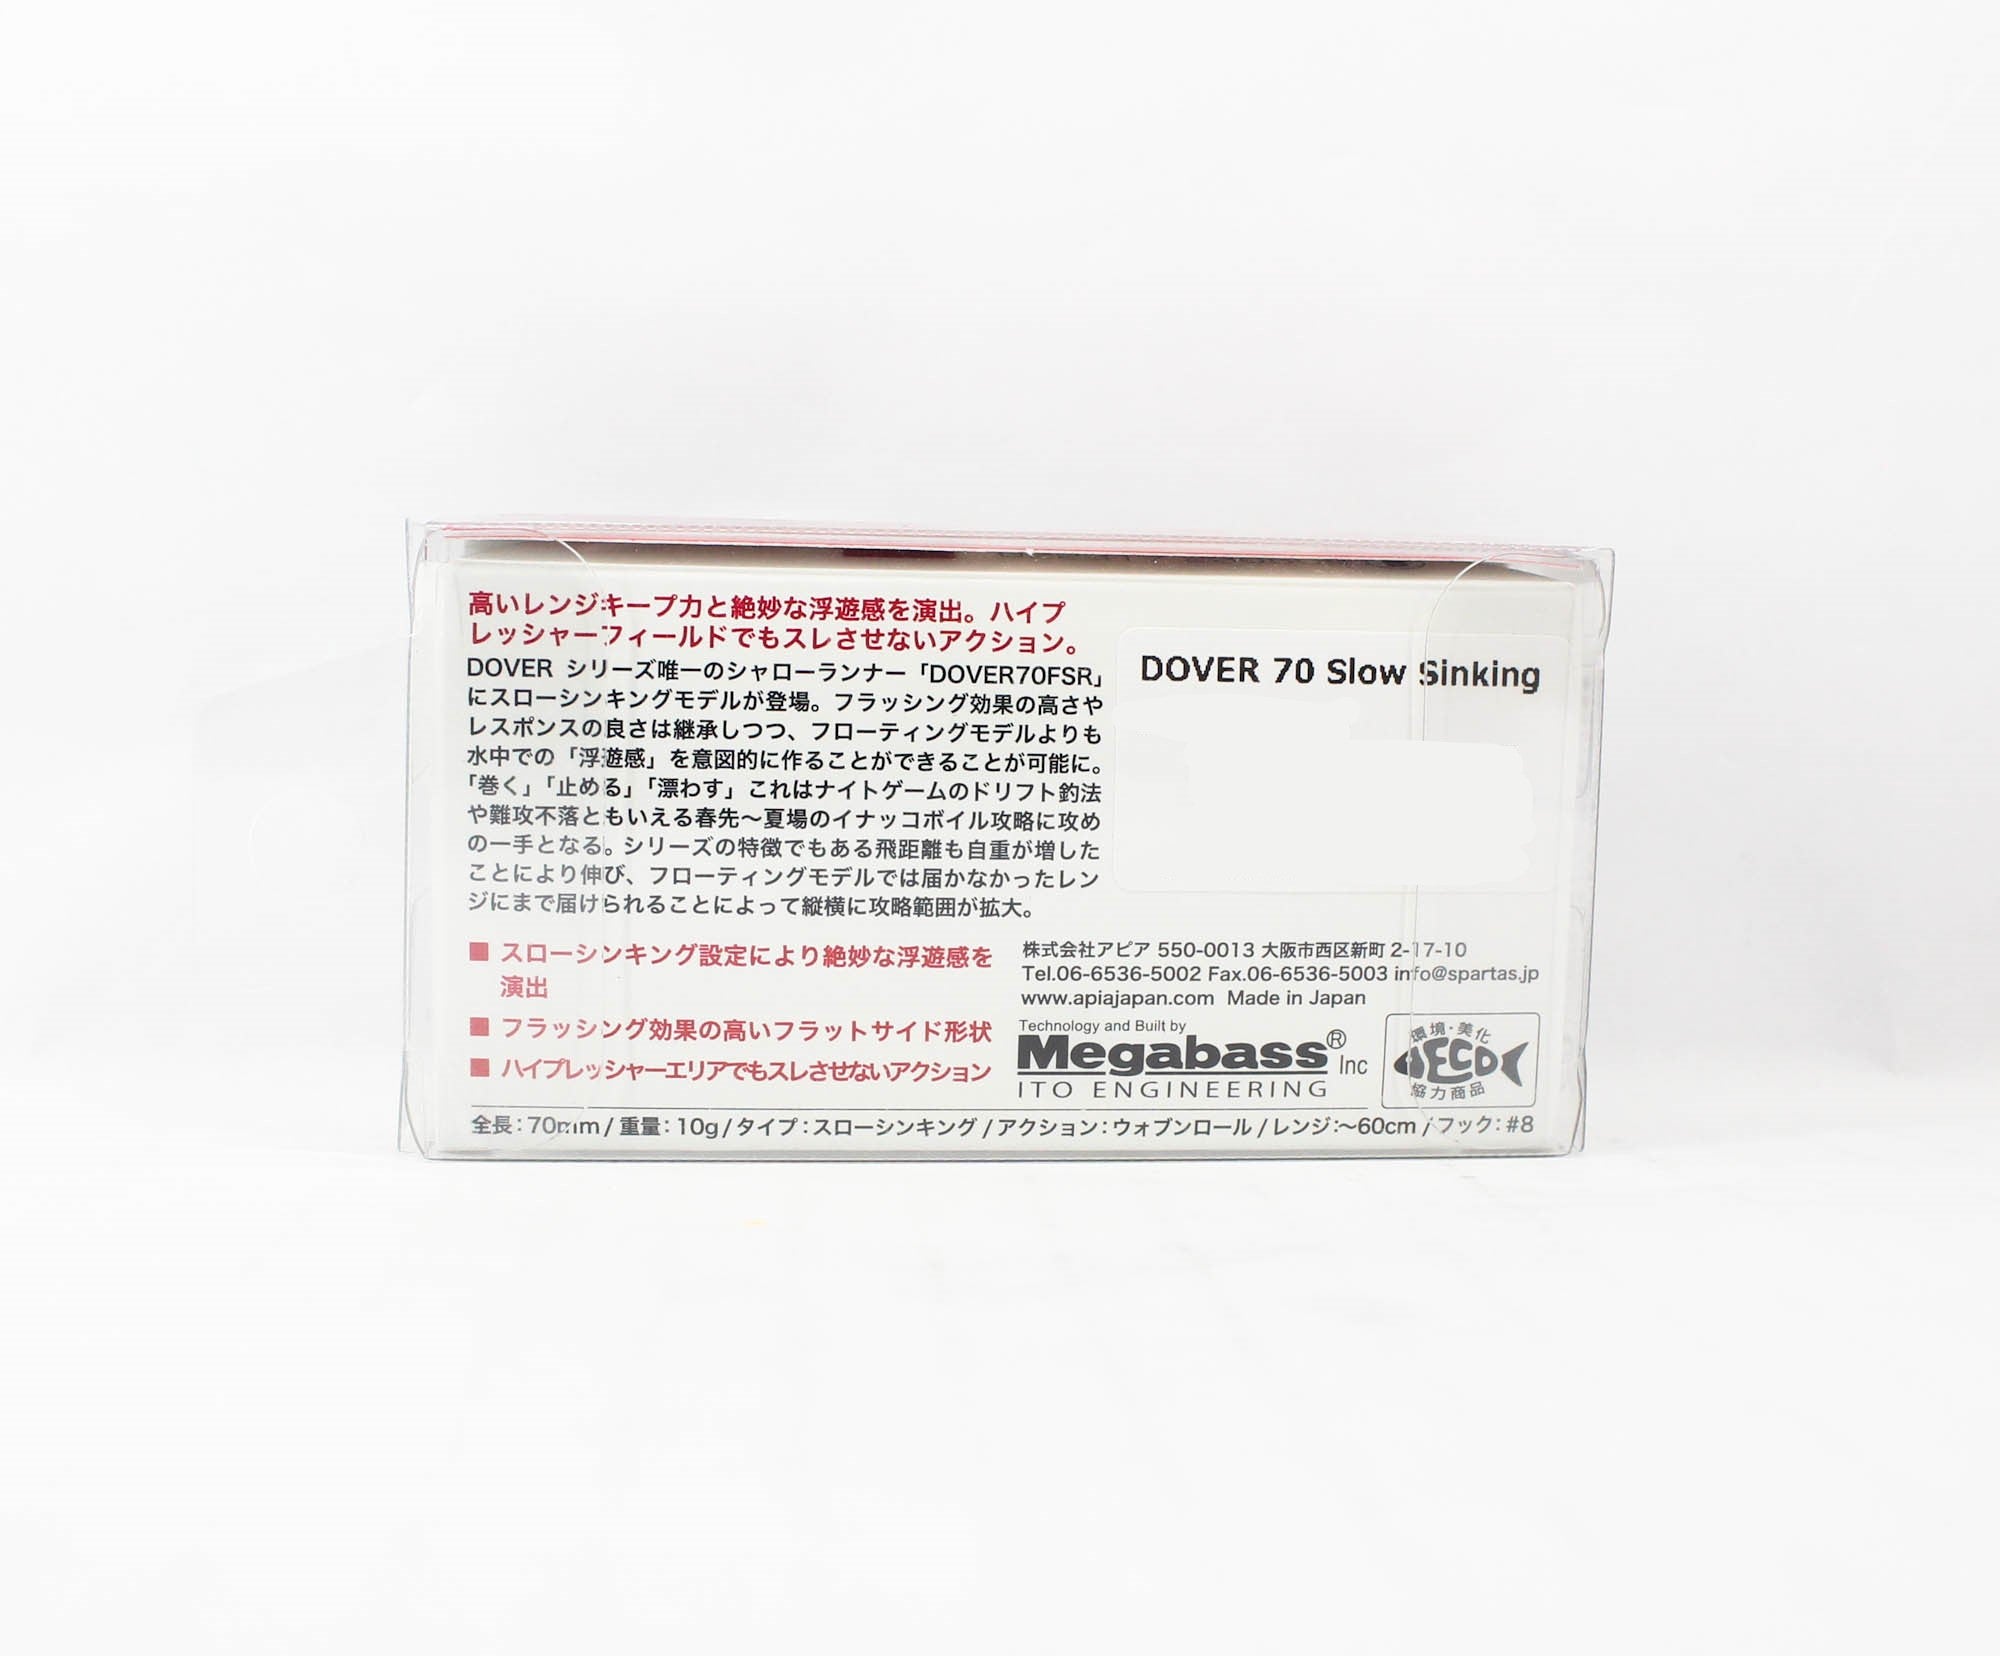 高いレンジキープ力と絶妙な浮遊感を演出。ハイプ
レッシャーフィールドでもスレさせないアクション。
DOVER シリーズ唯一のシャローランナー「DOVER70FSR」
にスローシンキングモデルが登場。フラッシング効果の高さや
レスポンスの良さは継承しつつ、フローティングモデルよりも
水中での「浮遊感」を意図的に作ることができることが可能に。
「巻く」「止める」「漂わす」これはナイトゲームのドリフト釣法
や難攻不落ともいえる春先〜夏場のイナッコボイル攻略に攻め
の一手となる。シリーズの特徴でもある飛距離も自重が増した
ことにより伸び、フローティングモデルでは届かなかったレン
ジにまで届けられることによって縦横に攻略範囲が拡大。
DOVER 70 Slow Sinking
■ スローシンキング設定により絶妙な浮遊感を
演出
■ フラッシング効果の高いフラットサイド形状
■ ハイプレッシャーエリアでもスレさせないアクション
株式会社アピア 550-0013 大阪市西区新町 2-17-10
Tel.06-6536-5002 Fax.06-6536-5003 info@spartas.jp
www.apiajapan.com Made in Japan
Technology and Built by
Megabass® Inc
ITO ENGINEERING
環境・美化
ECO
協力商品
全長：70mm / 重量：10g / タイプ：スローシンキング / アクション：ウォブンロール / レンジ：〜60cm / フック：#8